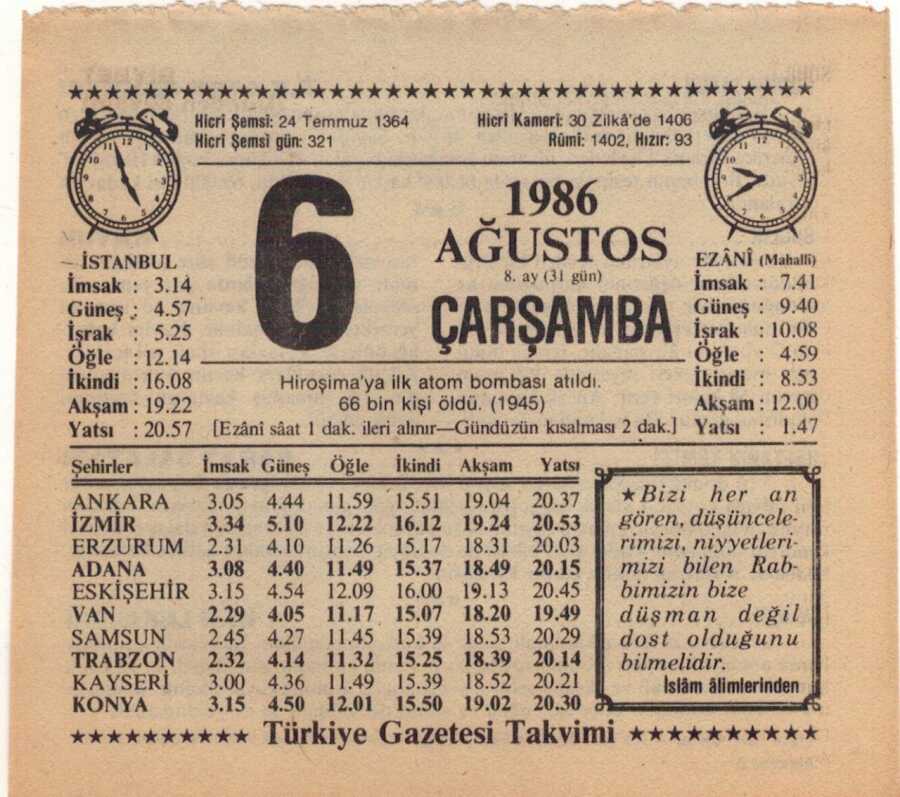 Hicrî Şemsî: 24 Temmuz 1364
Hicrî Şemsî gün: 321
Hicrî Kamerî: 30 Zilkâ'de 1406
Rûmî: 1402, Hızır: 93
6
1986
AĞUSTOS
8. ay (31 gün)
ÇARŞAMBA
İSTANBUL
İmsak : 3.14
Güneş : 4.57
İşrak : 5.25
Öğle : 12.14
İkindi : 16.08
Akşam : 19.22
Yatsı : 20.57
EZÂNÎ (Mahallî)
İmsak : 7.41
Güneş : 9.40
İşrak : 10.08
Öğle : 4.59
İkindi : 8.53
Akşam : 12.00
Yatsı : 1.47
Hiroşima'ya ilk atom bombası atıldı.
66 bin kişi öldü. (1945)
[Ezânî sâat 1 dak. ileri alınır—Gündüzün kısalması 2 dak.]
Şehirler İmsak Güneş Öğle İkindi Akşam Yatsı
ANKARA 3.05 4.44 11.59 15.51 19.04 20.37
İZMİR 3.34 5.10 12.22 16.12 19.24 20.53
ERZURUM 2.31 4.10 11.26 15.17 18.31 20.03
ADANA 3.08 4.40 11.49 15.37 18.49 20.15
ESKİŞEHİR 3.15 4.54 12.09 16.00 19.13 20.45
VAN 2.29 4.05 11.17 15.07 18.20 19.49
SAMSUN 2.45 4.27 11.45 15.39 18.53 20.29
TRABZON 2.32 4.14 11.32 15.25 18.39 20.14
KAYSERİ 3.00 4.36 11.49 15.39 18.52 20.21
KONYA 3.15 4.50 12.01 15.50 19.02 20.30
★ Bizi her an
gören, düşüncele-
rimizi, niyyetleri-
mizi bilen Rab-
bimizin bize
düşman değil
dost olduğunu
bilmelidir.
İslâm âlimlerinden
Türkiye Gazetesi Takvimi